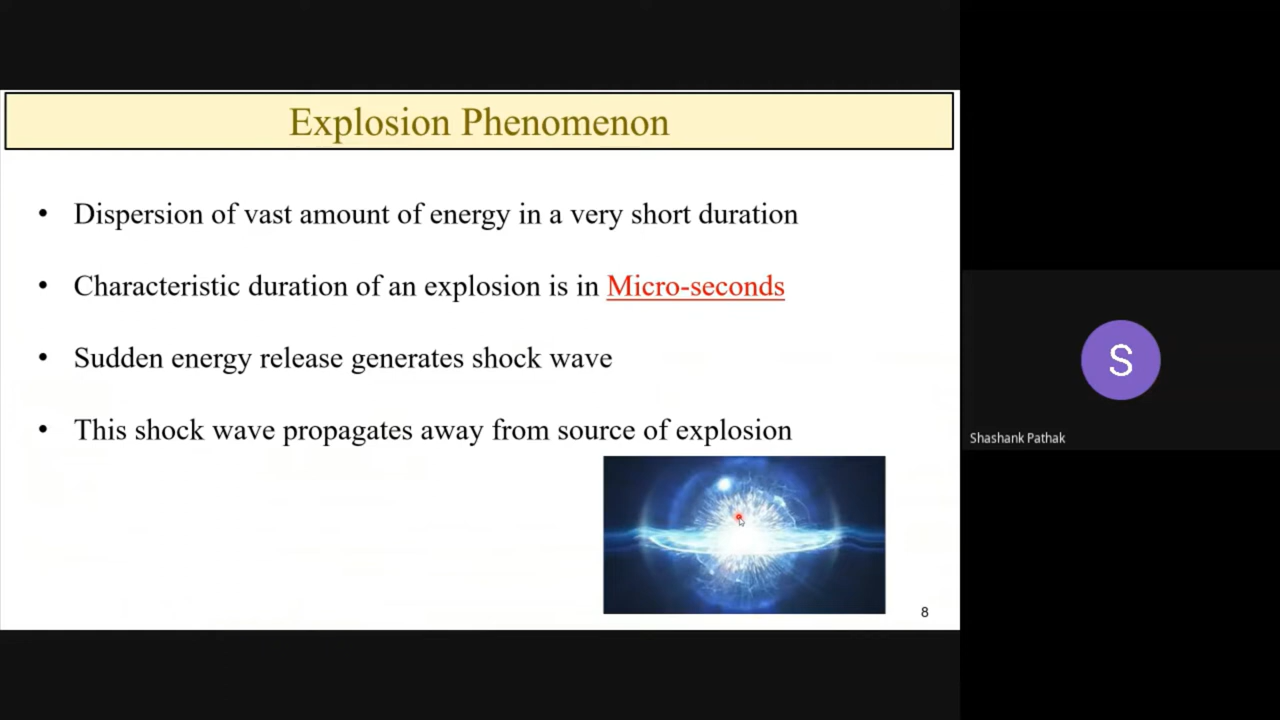 Explosion Phenomenon
• Dispersion of vast amount of energy in a very short duration
• Characteristic duration of an explosion is in Micro-seconds
• Sudden energy release generates shock wave
• This shock wave propagates away from source of explosion
8
S
Shashank Pathak